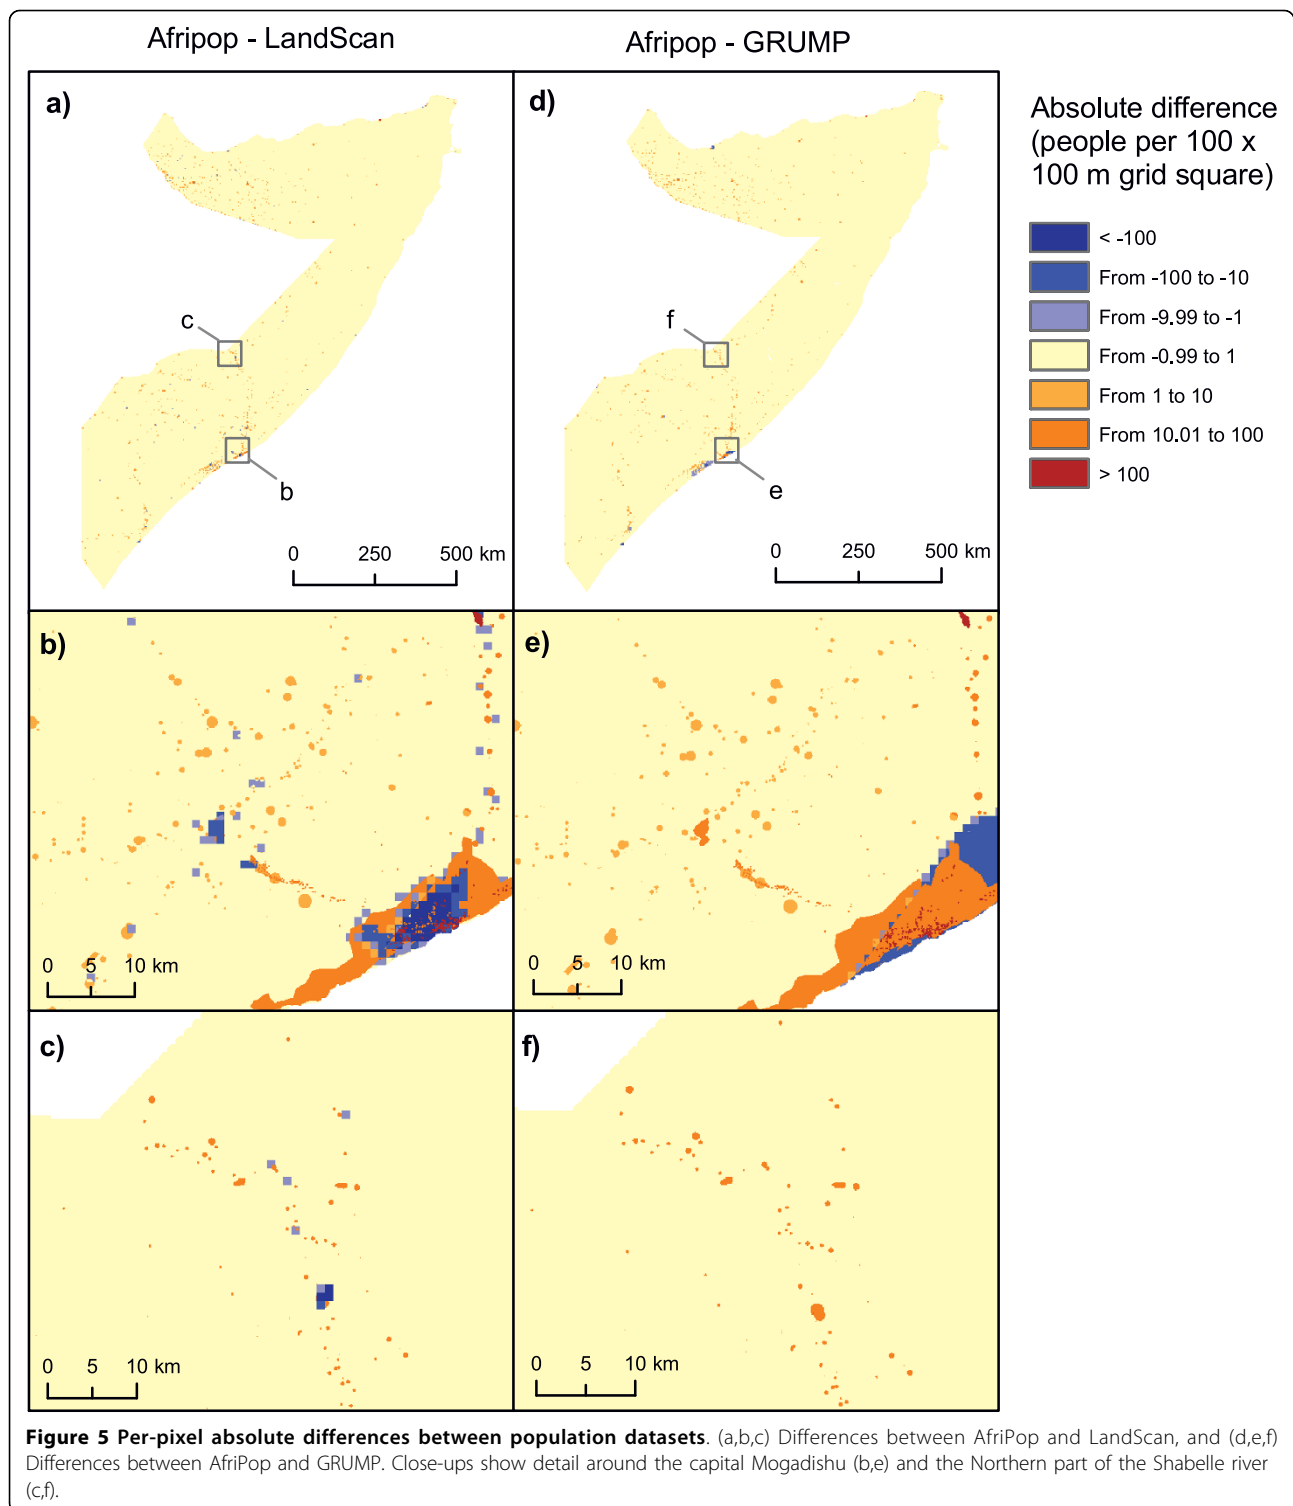 Afripop - LandScan
Afripop - GRUMP
a)
c
b
0 250 500 km
d)
f
e
0 250 500 km
Absolute difference
(people per 100 x
100 m grid square)
< -100
From -100 to -10
From -9.99 to -1
From -0.99 to 1
From 1 to 10
From 10.01 to 100
> 100
b)
0 5 10 km
e)
0 5 10 km
c)
0 5 10 km
f)
0 5 10 km
Figure 5 Per-pixel absolute differences between population datasets. (a,b,c) Differences between AfriPop and LandScan, and (d,e,f)
Differences between AfriPop and GRUMP. Close-ups show detail around the capital Mogadishu (b,e) and the Northern part of the Shabelle river
(c,f).